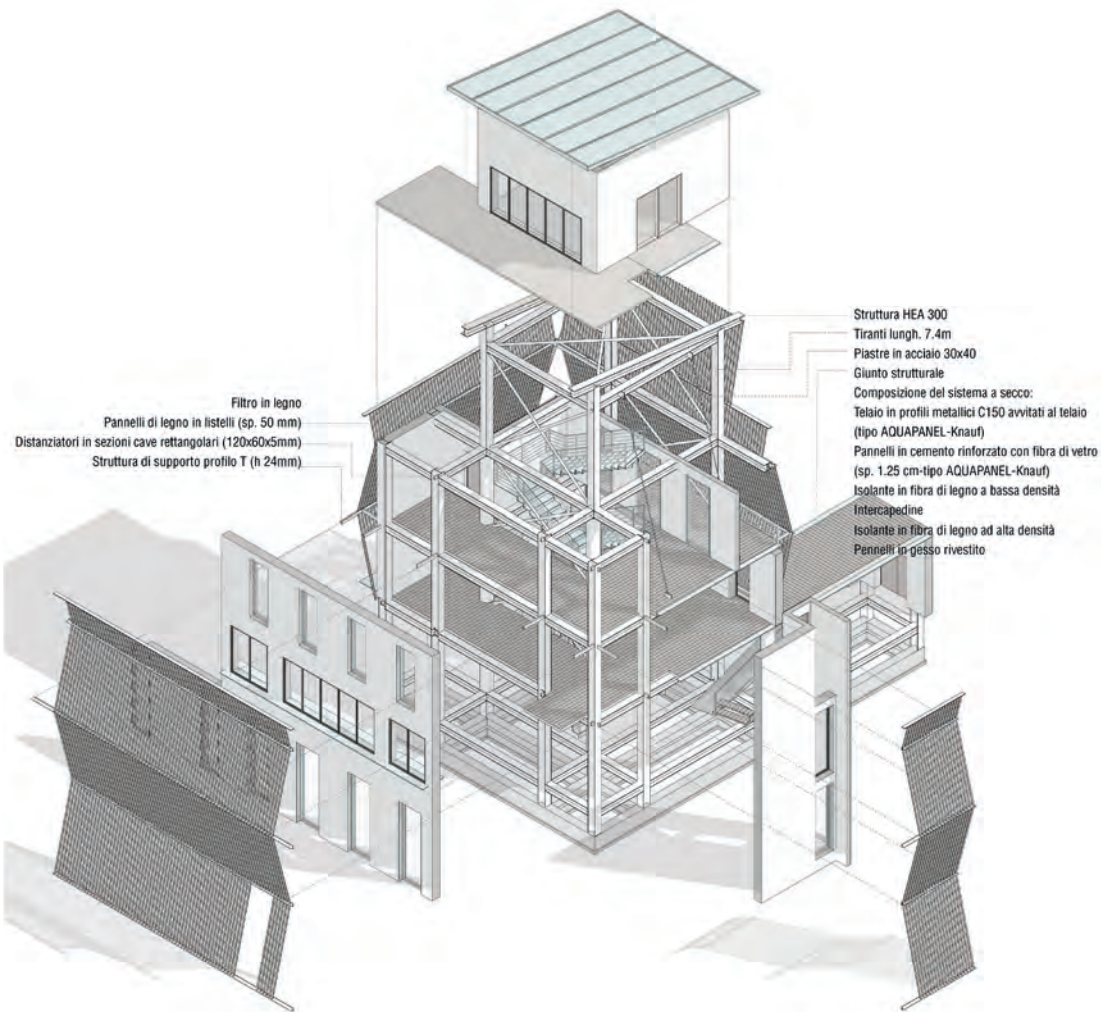 Filtro in legno
Pannelli di legno in listelli (sp. 50 mm)
Distanziatori in sezioni cave rettangolari (120x60x5mm)
Struttura di supporto profilo T (h 24mm)
Struttura HEA 300
Tiranti lungh. 7.4m
Piastre in acciaio 30x40
Giunto strutturale
Composizione del sistema a secco:
Telaio in profili metallici C150 avvitati al telaio
(tipo AQUAPANEL-Knauf)
Pannelli in cemento rinforzato con fibra di vetro
(sp. 1.25 cm-tipo AQUAPANEL-Knauf)
Isolante in fibra di legno a bassa densità
Intercapedine
Isolante in fibra di legno ad alta densità
Pennelli in gesso rivestito